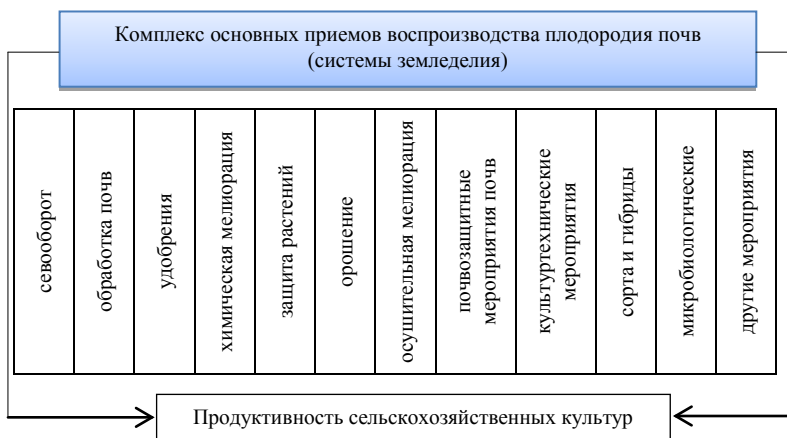 Комплекс основных приемов воспроизводства плодородия почв
(системы земледелия)
севооборот
обработка почв
удобрения
химическая мелиорация
защита растений
орошение
осушительная мелиорация
почвозащитные
мероприятия почв
культуртехнические
мероприятия
сорта и гибриды
микробиологические
другие мероприятия
Продуктивность сельскохозяйственных культур